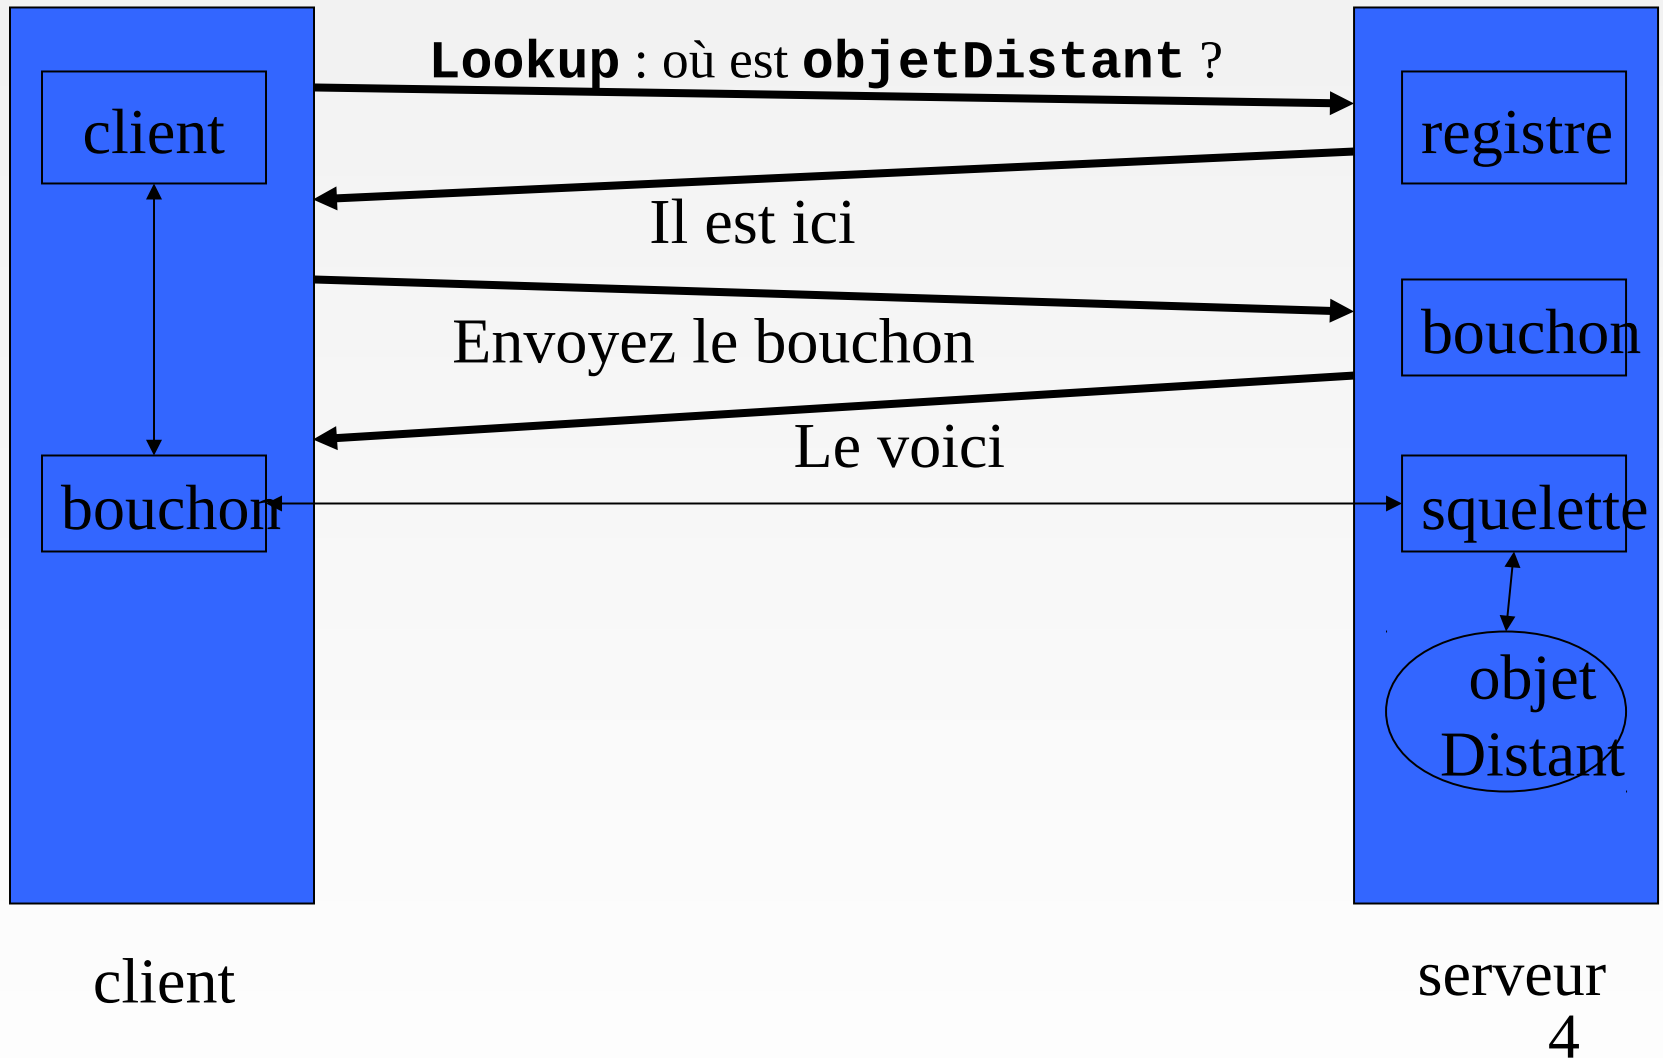 Lookup : où est objetDistant ?
client
registre
Il est ici
Envoyez le bouchon
bouchon
Le voici
bouchon
squelette
objet
Distant
client
serveur
4